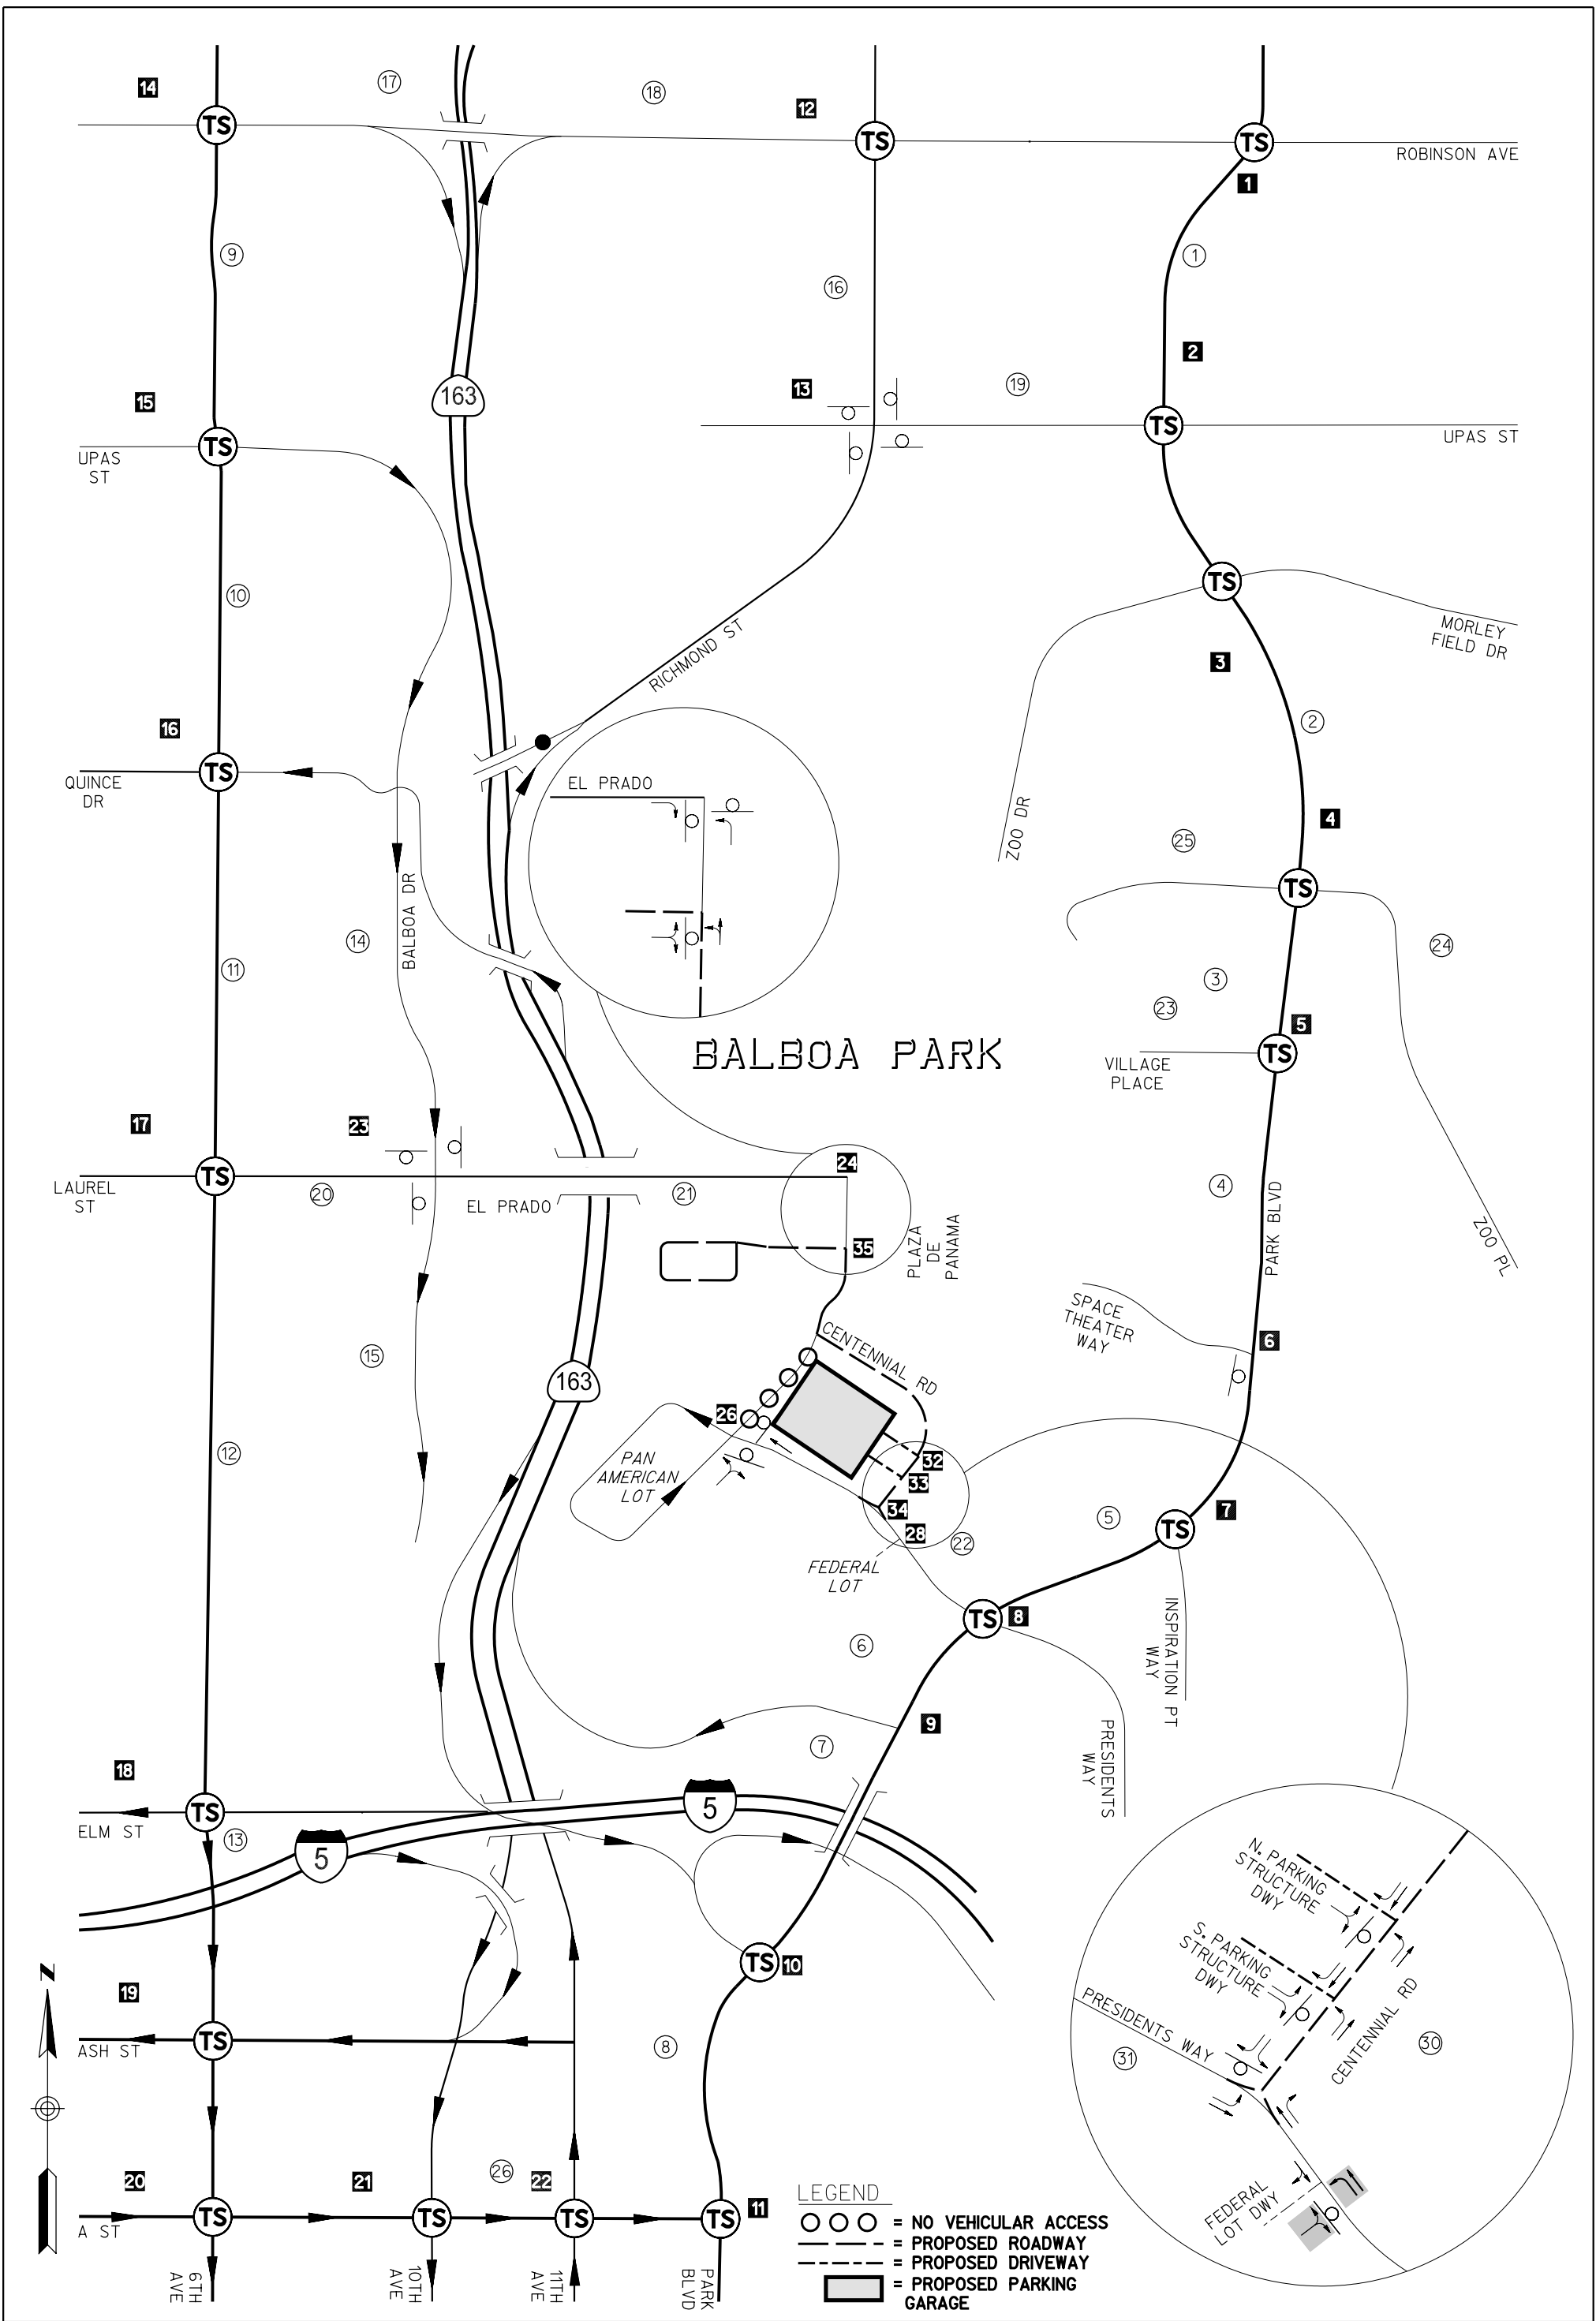 14
17
18
12
TS
TS
TS
ROBINSON AVE
1
9
1
16
2
15
163
13
19
TS
TS
UPAS
ST
UPAS ST
10
TS
MORLEY
FIELD DR
3
RICHMOND ST
2
16
TS
QUINCE
DR
EL PRADO
ZOO DR
4
25
TS
BALBOA DR
14
11
24
3
23
5
BALBOA PARK
TS
VILLAGE
PLACE
17
23
24
TS
LAUREL
ST
20
EL PRADO
21
4
PARK BLVD
PLAZA
DE
PANAMA
35
ZOO PL
SPACE
THEATER
WAY
6
CENTENNIAL RD
15
163
26
12
PAN
AMERICAN
LOT
32
33
34
28
22
5
7
TS
FEDERAL
LOT
TS
8
INSPIRATION PT
WAY
6
9
7
PRESIDENTS
WAY
18
TS
ELM ST
13
5
5
N. PARKING
STRUCTURE
DWY
S. PARKING
STRUCTURE
DWY
TS
10
N
19
TS
ASH ST
8
PRESIDENTS WAY
31
CENTENNIAL RD
30
20
21
26
22
11
TS
TS
TS
TS
A ST
FEDERAL
LOT DWY
6TH
AVE
10TH
AVE
11TH
AVE
PARK
BLVD
LEGEND
= NO VEHICULAR ACCESS
= PROPOSED ROADWAY
= PROPOSED DRIVEWAY
= PROPOSED PARKING
GARAGE